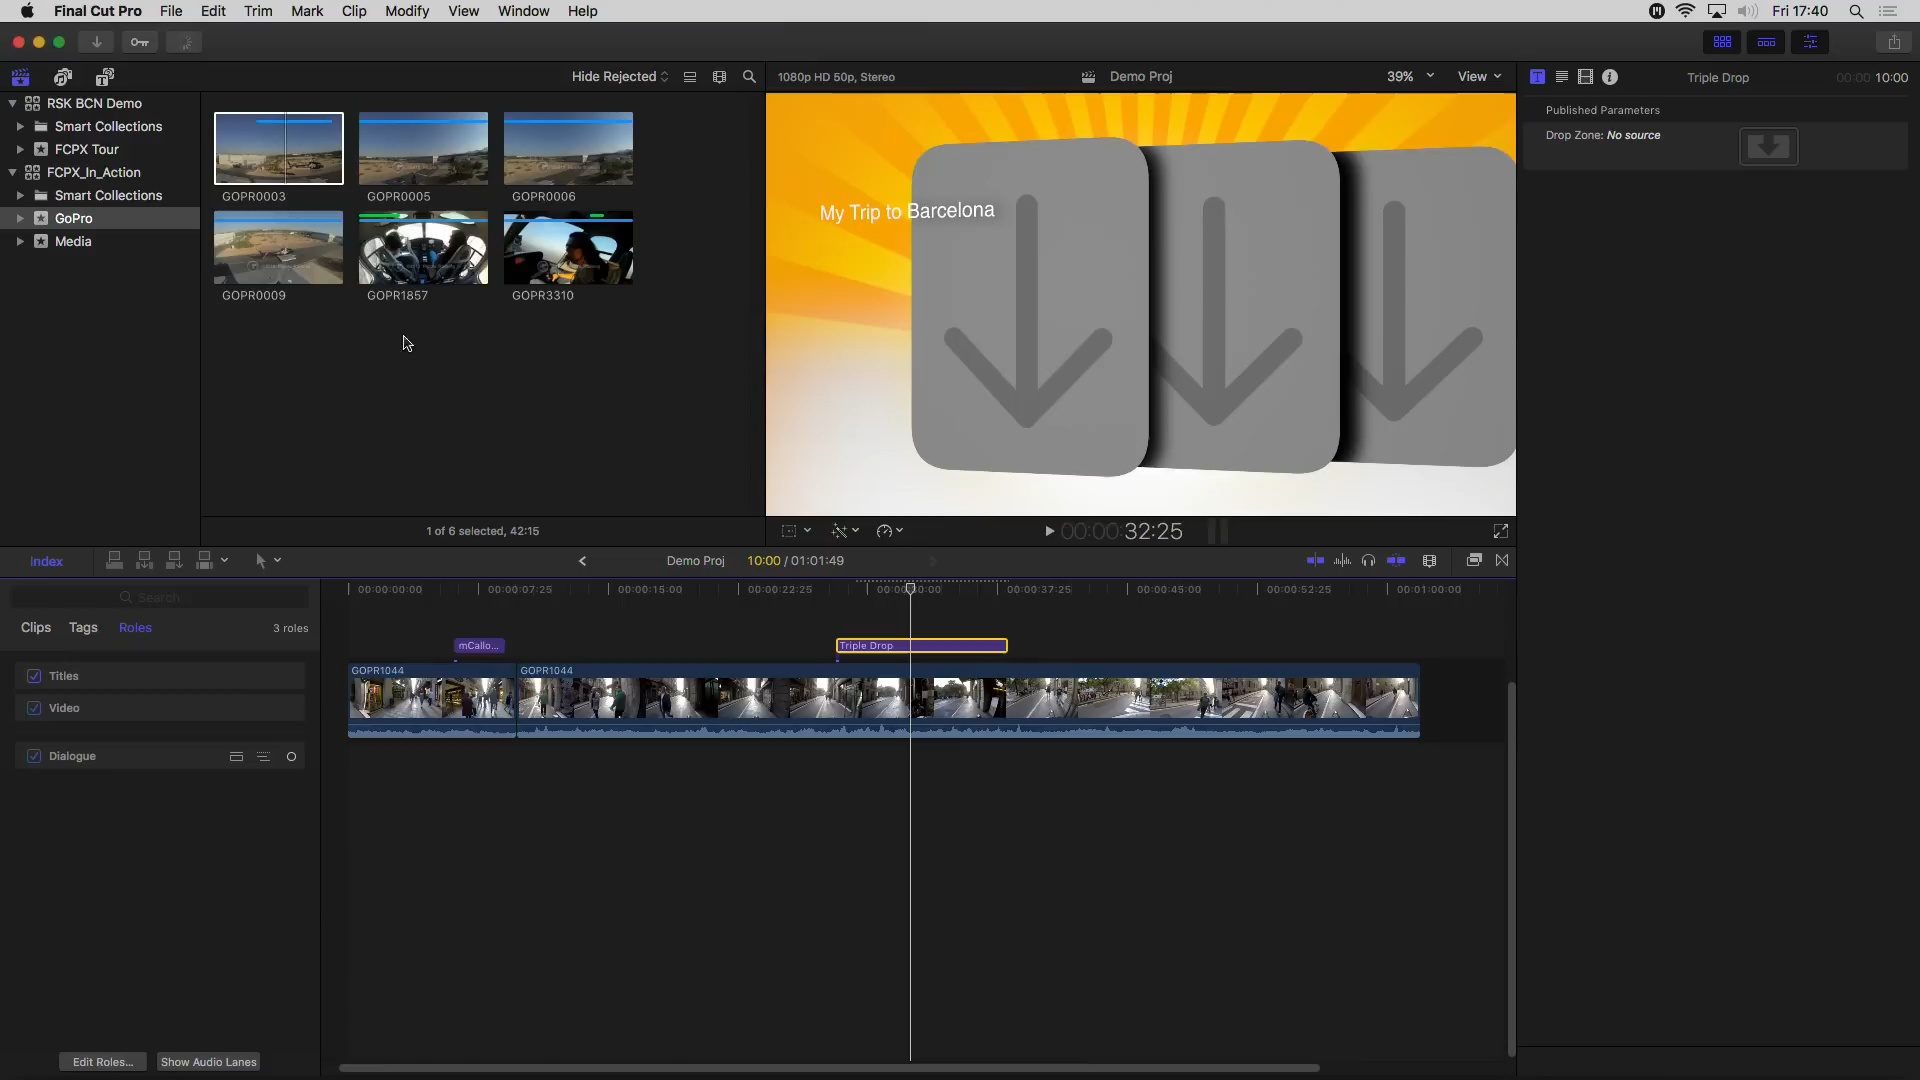 Final Cut Pro File Edit Trim Mark Clip Modify View Window Help
Fri 17:40
Hide Rejected
1080p HD 50p, Stereo
Demo Proj
39%
View
Triple Drop
00:00 10:00
RSK BCN Demo
Smart Collections
FCPX Tour
FCPX_In_Action
Smart Collections
GoPro
Media
GOPR0003
GOPR0005
GOPR0006
GOPR0009
GOPR1857
GOPR3310
1 of 6 selected, 42:15
My Trip to Barcelona
00:00:32:25
Published Parameters
Drop Zone: No source
Index
Demo Proj
10:00 / 01:01:49
Search
Clips
Tags
Roles
3 roles
Titles
Video
Dialogue
Edit Roles...
Show Audio Lanes
00:00:00:00
00:00:07:25
00:00:15:00
00:00:22:25
00:00:37:25
00:00:45:00
00:00:52:25
00:01:00:00
mCallo...
Triple Drop
GOPR1044
GOPR1044